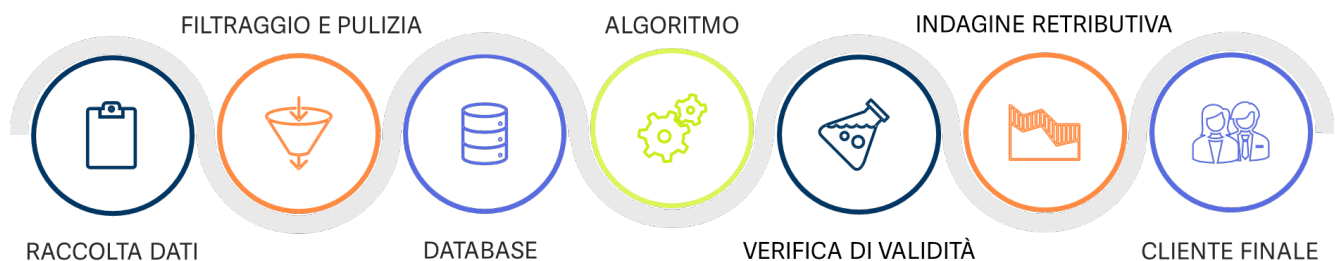 RACCOLTA DATI
FILTRAGGIO E PULIZIA
DATABASE
ALGORITMO
VERIFICA DI VALIDITÀ
INDAGINE RETRIBUTIVA
CLIENTE FINALE